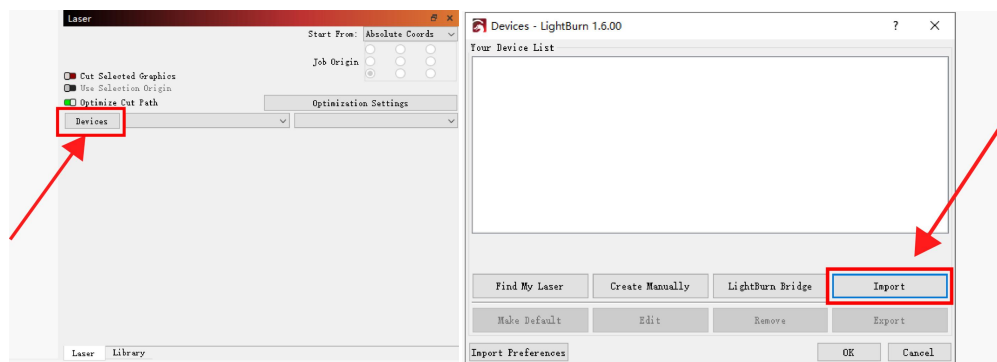 Laser
Start From: Absolute Coords
Job Origin
Cut Selected Graphics
Use Selection Origin
Optimize Cut Path
Optimization Settings
Devices
Laser
Library
Devices - LightBurn 1.6.00
Your Device List
Find My Laser
Create Manually
LightBurn Bridge
Import
Make Default
Edit
Remove
Export
Import Preferences
OK
Cancel